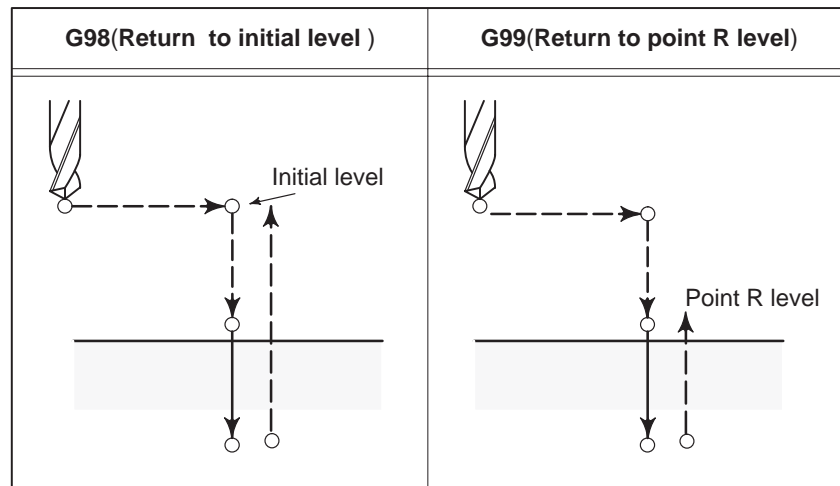 G98(Return to initial level )
G99(Return to point R level)
Initial level
Point R level